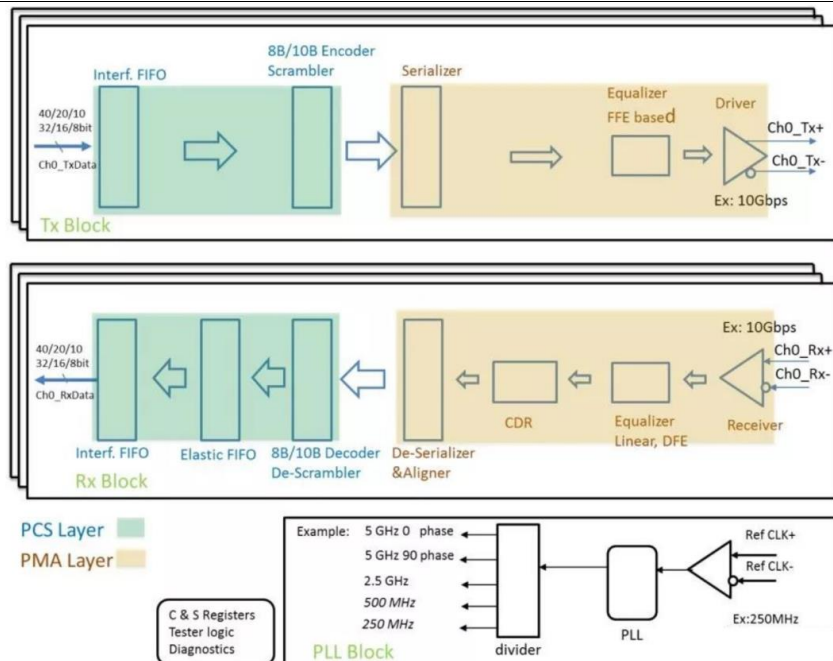 8B/10B Encoder
Scrambler
Interf. FIFO
Serializer
Equalizer
FFE based
Driver
40/20/10
32/16/8bit
Ch0_TxData
Ch0_Tx+
Ch0_Tx-
Ex: 10Gbps
Tx Block
Ex: 10Gbps
Ch0_Rx+
Ch0_Rx-
40/20/10
32/16/8bit
Ch0_RxData
CDR
Equalizer
Linear, DFE
Receiver
Interf. FIFO
Elastic FIFO
8B/10B Decoder
De-Scrambler
De-Serializer
&Aligner
Rx Block
PCS Layer
PMA Layer
C & S Registers
Tester logic
Diagnostics
Example: 5 GHz 0 phase
5 GHz 90 phase
2.5 GHz
500 MHz
250 MHz
divider
PLL
Ref CLK+
Ref CLK-
Ex:250MHz
PLL Block